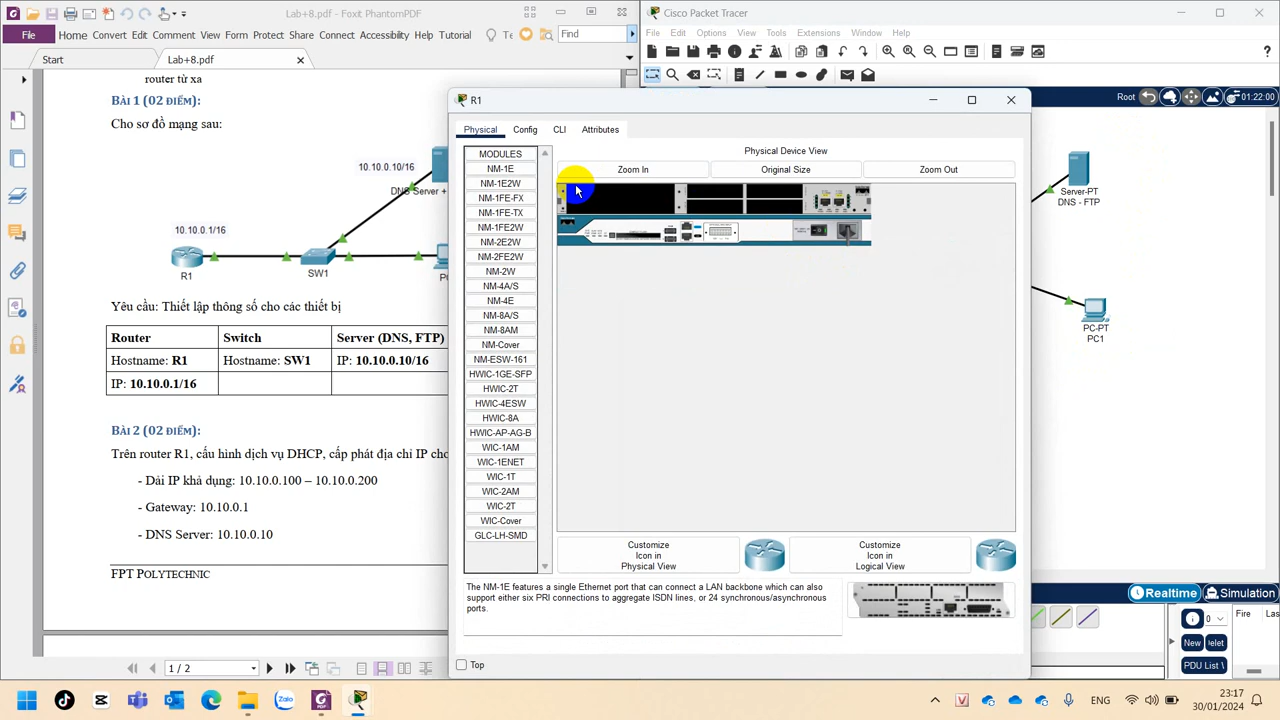 Lab+8.pdf - Foxit PhantomPDF
File Home Convert Edit Organize Comment View Form Protect Share Connect Accessibility Help Tutorial Find
Start
Lab+8.pdf
router từ xa
BÀI 1 (02 ĐIỂM):
Cho sơ đồ mạng sau:
10.10.0.10/16
DNS Server +
10.10.0.1/16
R1
SW1
Yêu cầu: Thiết lập thông số cho các thiết bị
Router Switch Server (DNS, FTP)
Hostname: R1 Hostname: SW1 IP: 10.10.0.10/16
IP: 10.10.0.1/16
BÀI 2 (02 ĐIỂM):
Trên router R1, cấu hình dịch vụ DHCP, cấp phát địa chỉ IP
- Dải IP khả dụng: 10.10.0.100 – 10.10.0.200
- Gateway: 10.10.0.1
- DNS Server: 10.10.0.10
FPT POLYTECHNIC
1 / 2
Cisco Packet Tracer
File Edit Options View Tools Extensions Window Help
Root
01:22:00
Server-PT
DNS - FTP
PC-PT
PC1
Realtime
Simulation
0
Fire
New
PDU List
R1
Physical Config CLI Attributes
MODULES
NM-1E
NM-1E2W
NM-1FE-FX
NM-1FE-TX
NM-1FE2W
NM-2E2W
NM-2FE2W
NM-2W
NM-4A/S
NM-4E
NM-8A/S
NM-8AM
NM-Cover
NM-ESW-161
HWIC-1GE-SFP
HWIC-2T
HWIC-4ESW
HWIC-8A
HWIC-AP-AG-B
WIC-1AM
WIC-1ENET
WIC-1T
WIC-2AM
WIC-2T
WIC-Cover
GLC-LH-SMD
Physical Device View
Zoom In
Original Size
Zoom Out
Customize
Icon in
Physical View
Customize
Icon in
Logical View
The NM-1E features a single Ethernet port that can connect a LAN backbone which can also
support either six PRI connections to aggregate ISDN lines, or 24 synchronous/asynchronous
ports.
Top
ENG
23:17
30/01/2024